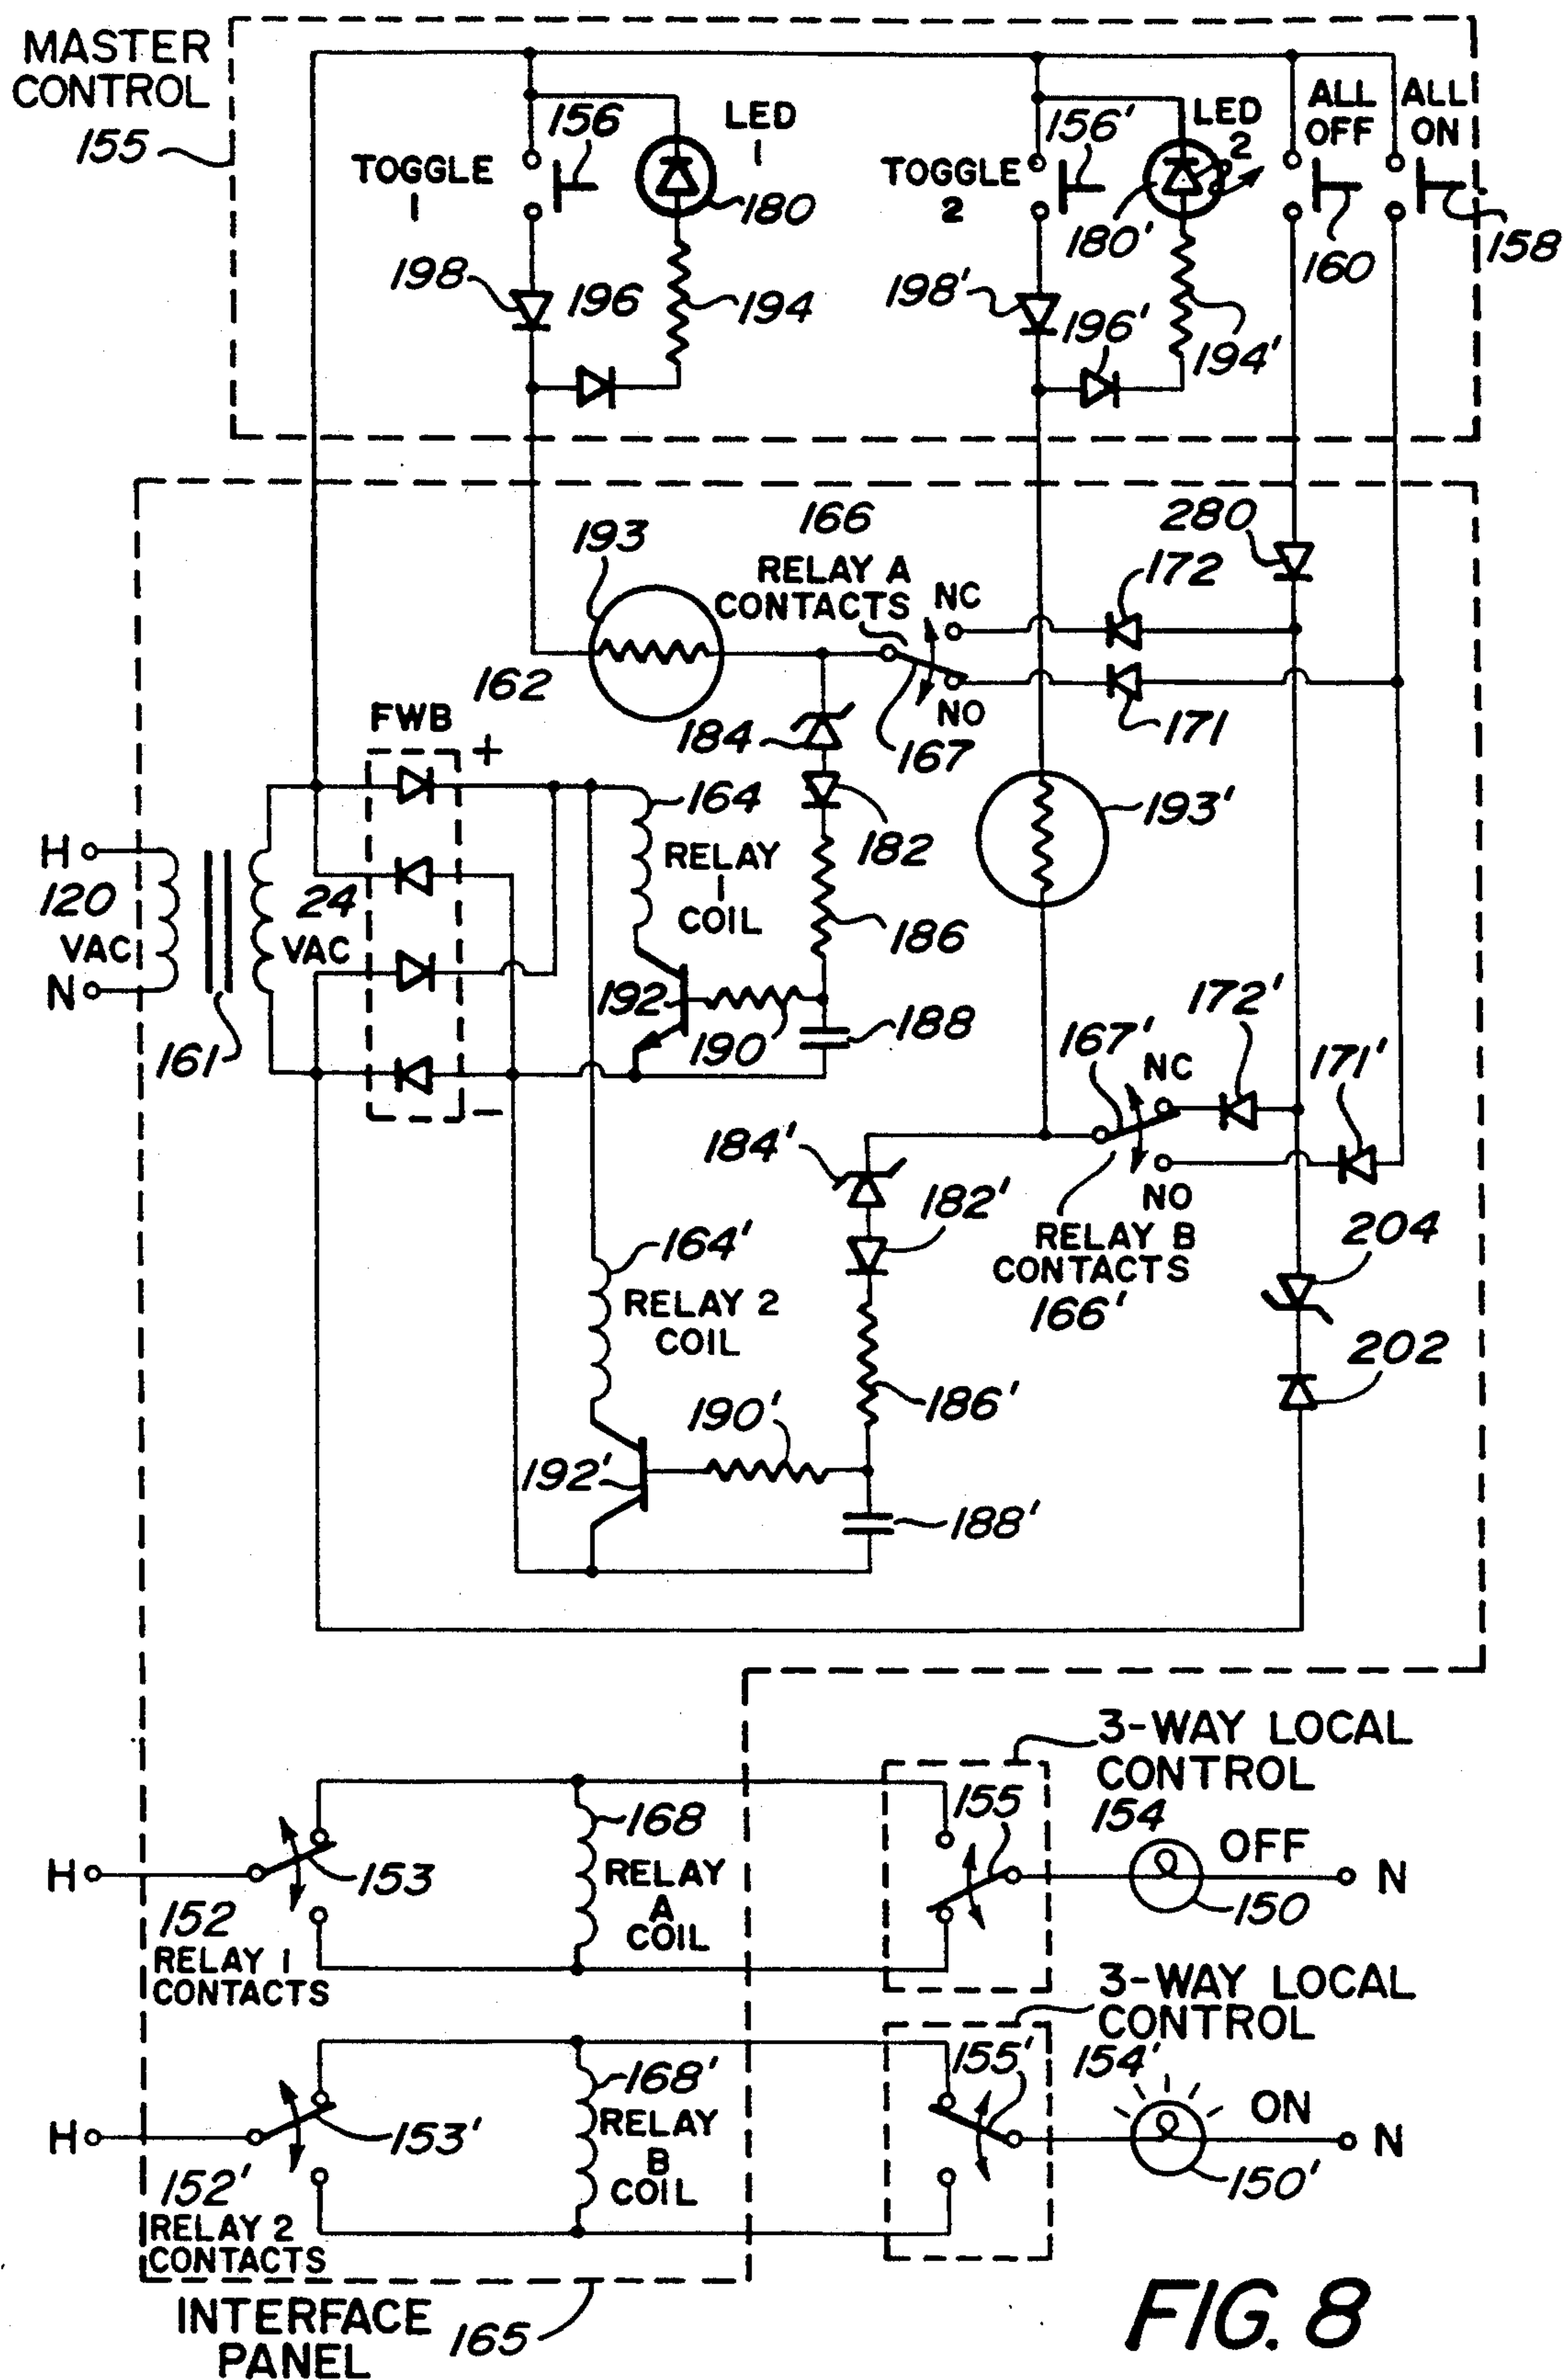 MASTER
CONTROL
155
TOGGLE
1
156
LED
1
180
TOGGLE
2
156'
LED
2
180'
ALL
OFF
ALL
ON
160
158
198
196
194
198'
196'
194'
193
166
RELAY A
CONTACTS
NC
NO
167
280
172
171
162
FWB
+
184
182
193'
H
120
VAC
N
24
VAC
161
164
RELAY
1
COIL
186
192
190
188
−
167'
NC
172'
171'
NO
RELAY B
CONTACTS
166'
184'
182'
204
202
164'
RELAY 2
COIL
186'
190'
192'
188'
3-WAY LOCAL
CONTROL
154
155
H
153
152
RELAY 1
CONTACTS
168
RELAY
A
COIL
OFF
150
N
3-WAY LOCAL
CONTROL
154'
155'
H
153'
152'
RELAY 2
CONTACTS
168'
RELAY
B
COIL
ON
150'
N
INTERFACE
PANEL
165
FIG. 8